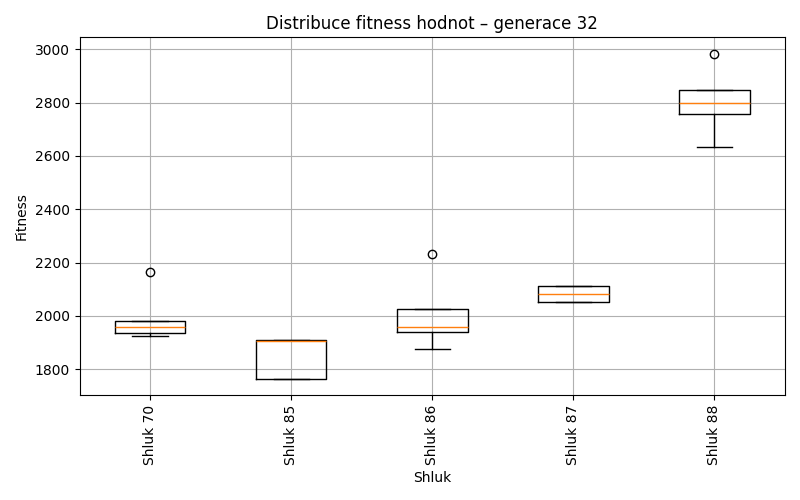 Distribuce fitness hodnot – generace 32
3000
2800
2600
2400
2200
2000
1800
Fitness
Shluk 70
Shluk 85
Shluk 86
Shluk 87
Shluk 88
Shluk